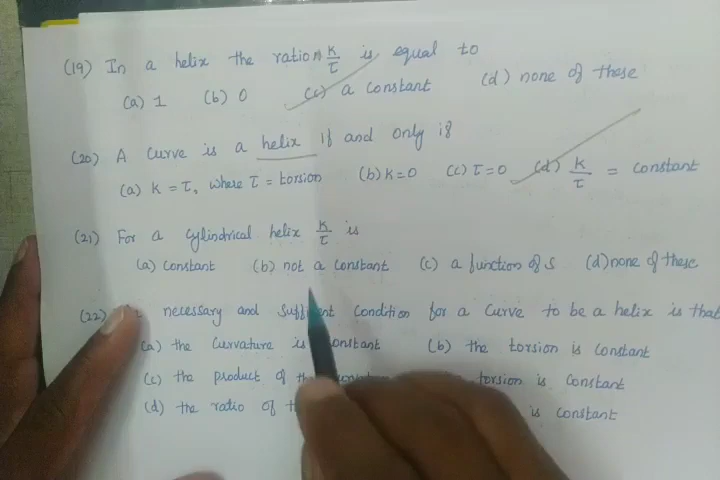 (19) In a helix the ration K/τ is equal to
(a) 1 (b) 0 (c) a constant (d) none of these
(20) A curve is a helix if and only if
(a) K = τ, where τ = torsion (b) K = 0 (c) τ = 0 (d) K/τ = constant
(21) For a cylindrical helix K/τ is
(a) constant (b) not a constant (c) a function of s (d) none of these
(22) necessary and sufficient condition for a curve to be a helix is that
(a) the curvature is constant (b) the torsion is constant
(c) the product of the torsion is constant
(d) the ratio of is constant